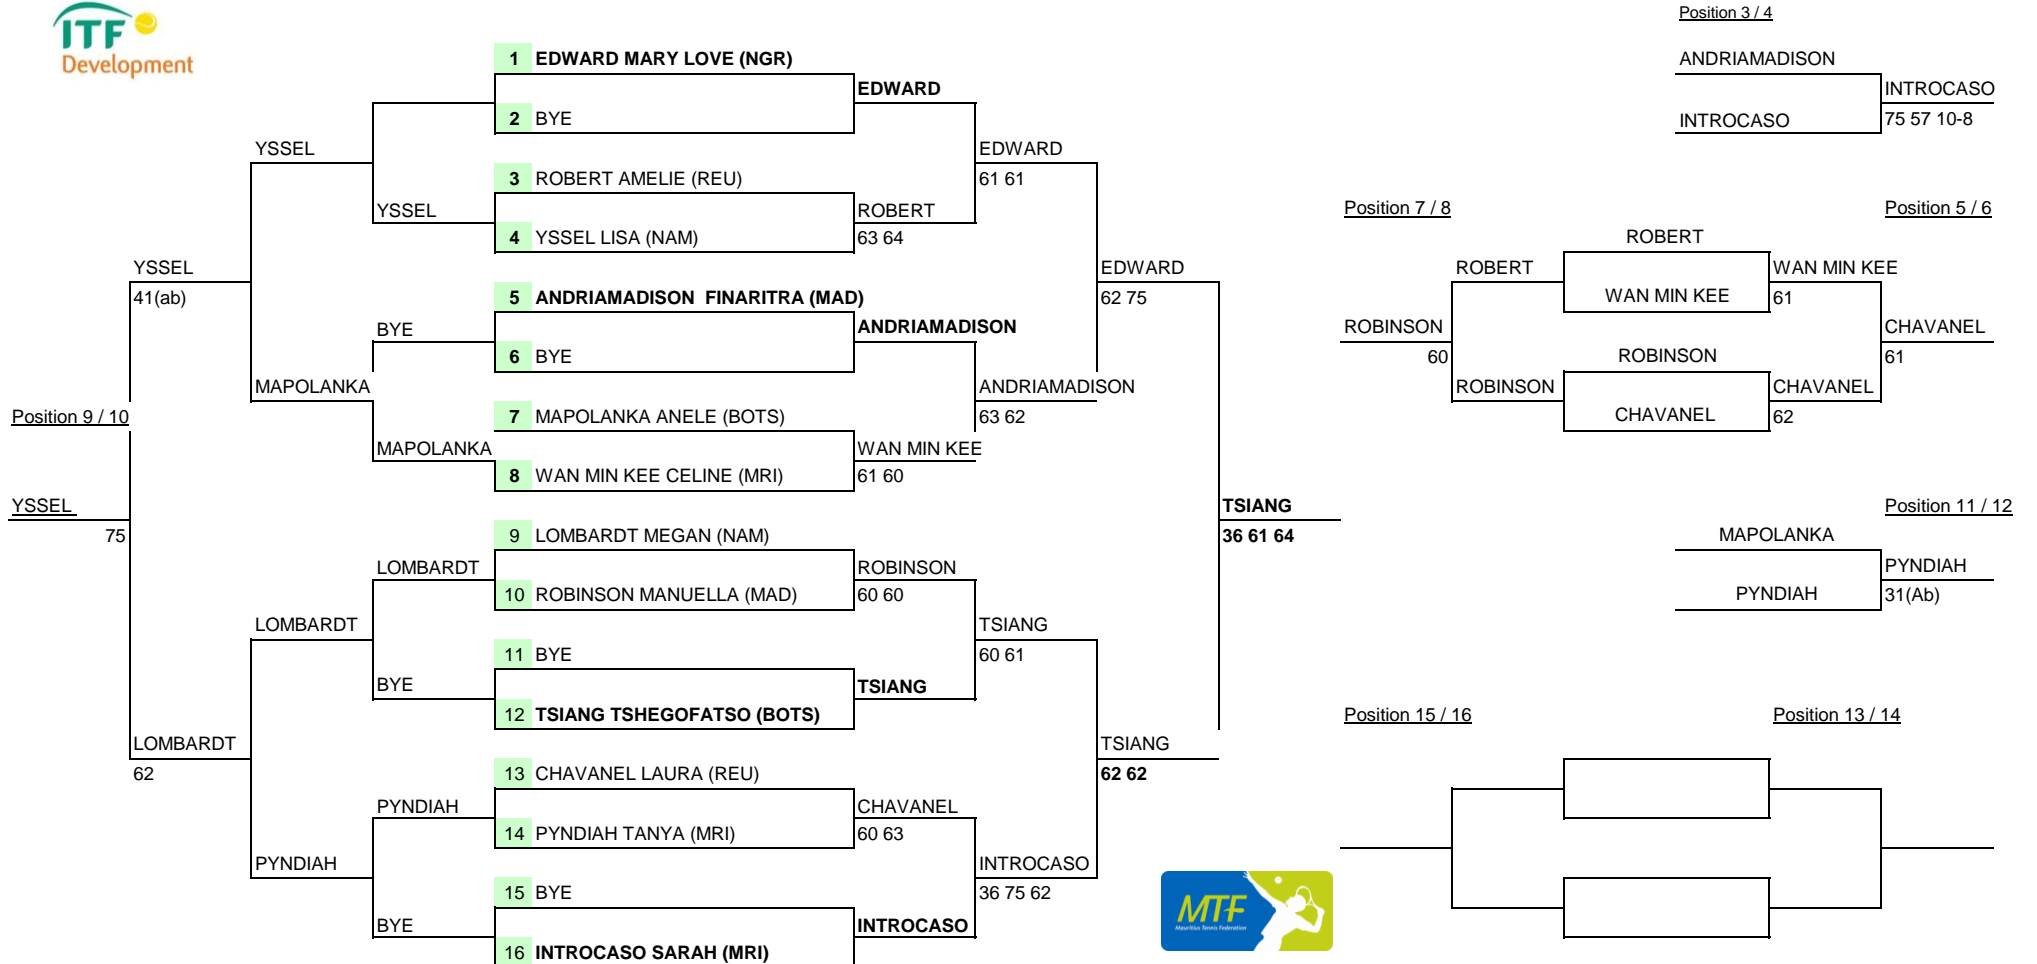 ITF
Development
Position 3 / 4
1 EDWARD MARY LOVE (NGR)
ANDRIAMADISON
EDWARD
INTROCASO
2 BYE
INTROCASO
75 57 10-8
YSSEL
EDWARD
3 ROBERT AMELIE (REU)
61 61
YSSEL
ROBERT
Position 7 / 8
Position 5 / 6
4 YSSEL LISA (NAM)
63 64
ROBERT
YSSEL
EDWARD
ROBERT
WAN MIN KEE
41(ab)
5 ANDRIAMADISON FINARITRA (MAD)
62 75
WAN MIN KEE
61
BYE
ANDRIAMADISON
ROBINSON
CHAVANEL
6 BYE
60
ROBINSON
61
MAPOLANKA
ANDRIAMADISON
ROBINSON
CHAVANEL
Position 9 / 10
7 MAPOLANKA ANELE (BOTS)
63 62
CHAVANEL
62
MAPOLANKA
WAN MIN KEE
8 WAN MIN KEE CELINE (MRI)
61 60
YSSEL
TSIANG
Position 11 / 12
75
9 LOMBARDT MEGAN (NAM)
36 61 64
MAPOLANKA
LOMBARDT
ROBINSON
PYNDIAH
10 ROBINSON MANUELLA (MAD)
60 60
PYNDIAH
31(Ab)
LOMBARDT
TSIANG
11 BYE
60 61
BYE
TSIANG
12 TSIANG TSHEGOFATSO (BOTS)
Position 15 / 16
Position 13 / 14
LOMBARDT
TSIANG
62
13 CHAVANEL LAURA (REU)
62 62
PYNDIAH
CHAVANEL
14 PYNDIAH TANYA (MRI)
60 63
PYNDIAH
INTROCASO
15 BYE
36 75 62
MTF
Mauritius Tennis Federation
BYE
INTROCASO
16 INTROCASO SARAH (MRI)